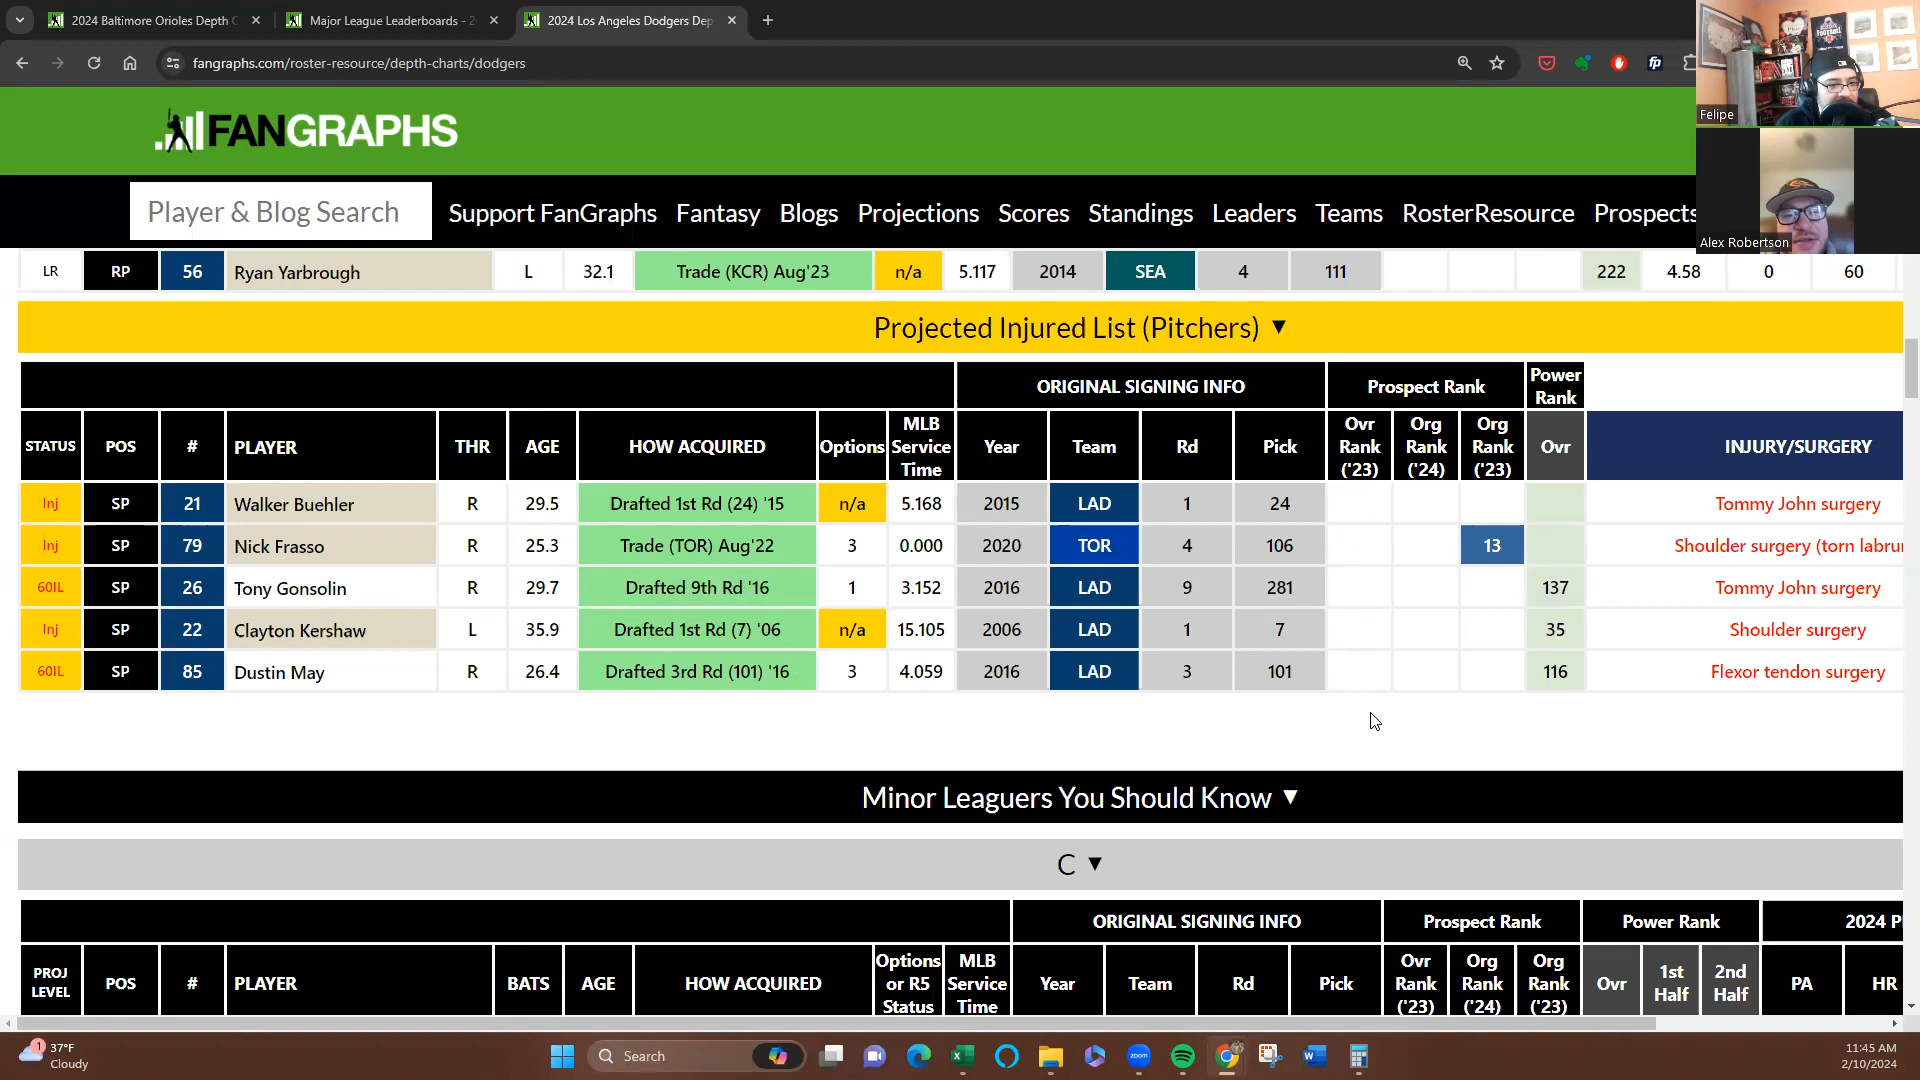 2024 Baltimore Orioles Depth C
Major League Leaderboards - 2
2024 Los Angeles Dodgers Dep
fangraphs.com/roster-resource/depth-charts/dodgers
Felipe
Alex Robertson
FANGRAPHS
Player & Blog Search Support FanGraphs Fantasy Blogs Projections Scores Standings Leaders Teams RosterResource Prospects
LR RP 56 Ryan Yarbrough L 32.1 Trade (KCR) Aug'23 n/a 5.117 2014 SEA 4 111 222 4.58 0 60
Projected Injured List (Pitchers) ▼
ORIGINAL SIGNING INFO Prospect Rank Power Rank
STATUS POS # PLAYER THR AGE HOW ACQUIRED Options MLB Service Time Year Team Rd Pick Ovr Rank ('23) Org Rank ('24) Org Rank ('23) Ovr INJURY/SURGERY
Inj SP 21 Walker Buehler R 29.5 Drafted 1st Rd (24) '15 n/a 5.168 2015 LAD 1 24 Tommy John surgery
Inj SP 79 Nick Frasso R 25.3 Trade (TOR) Aug'22 3 0.000 2020 TOR 4 106 13 Shoulder surgery (torn labru
60IL SP 26 Tony Gonsolin R 29.7 Drafted 9th Rd '16 1 3.152 2016 LAD 9 281 137 Tommy John surgery
Inj SP 22 Clayton Kershaw L 35.9 Drafted 1st Rd (7) '06 n/a 15.105 2006 LAD 1 7 35 Shoulder surgery
60IL SP 85 Dustin May R 26.4 Drafted 3rd Rd (101) '16 3 4.059 2016 LAD 3 101 116 Flexor tendon surgery
Minor Leaguers You Should Know ▼
C ▼
ORIGINAL SIGNING INFO Prospect Rank Power Rank 2024 P
PROJ LEVEL POS # PLAYER BATS AGE HOW ACQUIRED Options or R5 Status MLB Service Time Year Team Rd Pick Ovr Rank ('23) Org Rank ('24) Org Rank ('23) Ovr 1st Half 2nd Half PA HR
1
37°F
Cloudy
Search
zoom
11:45 AM
2/10/2024